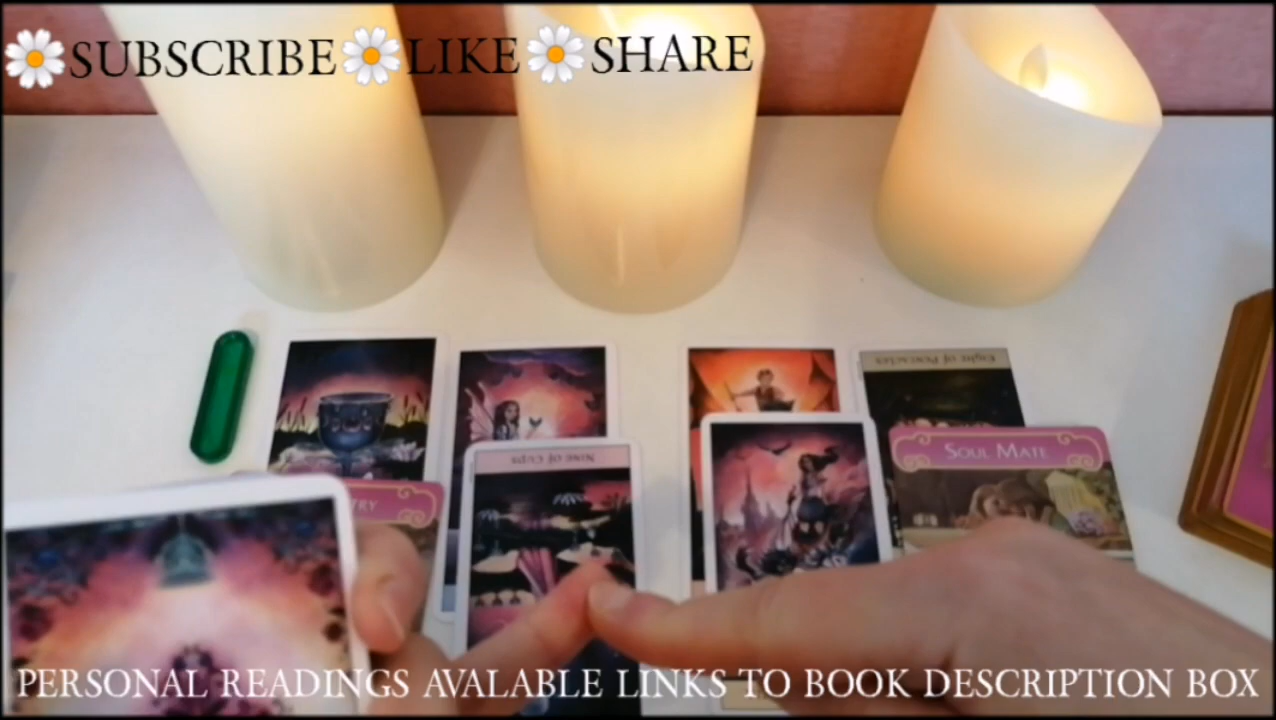 SUBSCRIBE LIKE SHARE
Eight of Pentacles
SOUL MATE
Nine of Cups
PERSONAL READINGS AVALABLE LINKS TO BOOK DESCRIPTION BOX